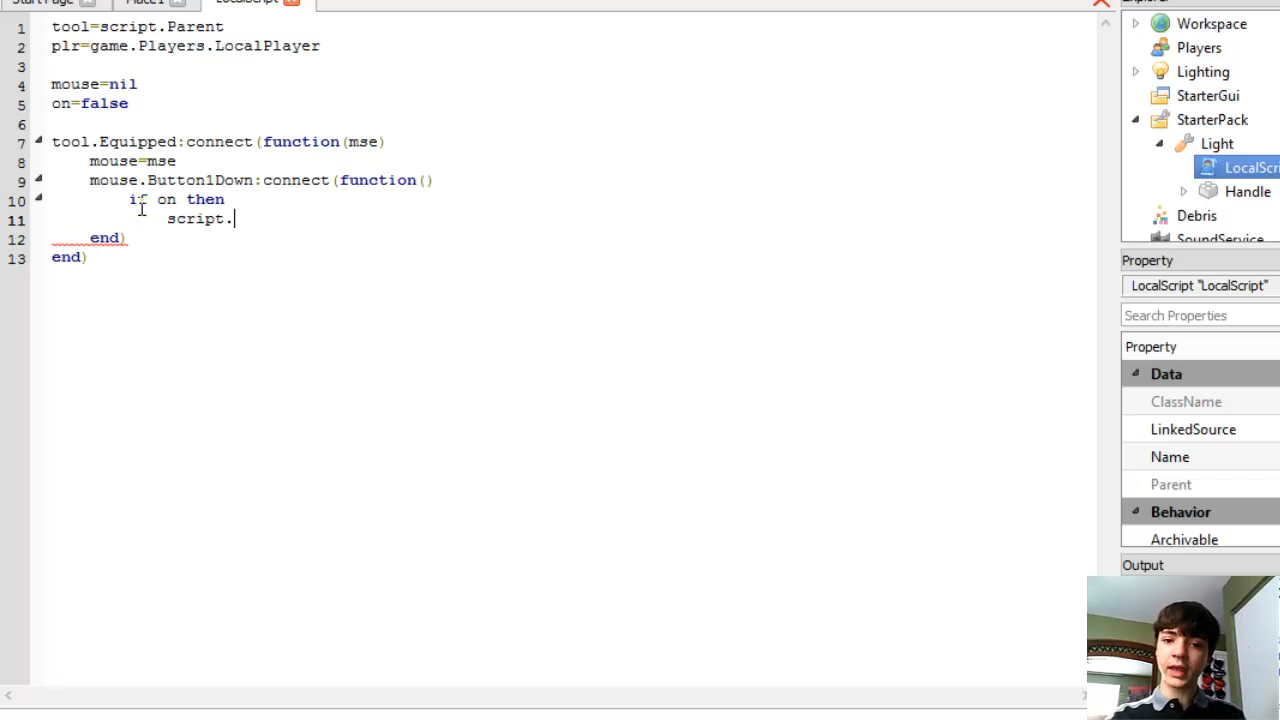 Start Page
Place1
LocalScript
Explorer
1 tool=script.Parent
2 plr=game.Players.LocalPlayer
3
4 mouse=nil
5 on=false
6
7 tool.Equipped:connect(function(mse)
8 mouse=mse
9 mouse.Button1Down:connect(function()
10 if on then
11 script.
12 end)
13 end)
Workspace
Players
Lighting
StarterGui
StarterPack
Light
LocalScri
Handle
Debris
SoundService
Property
LocalScript "LocalScript"
Search Properties
Property
Data
ClassName
LinkedSource
Name
Parent
Behavior
Archivable
Output